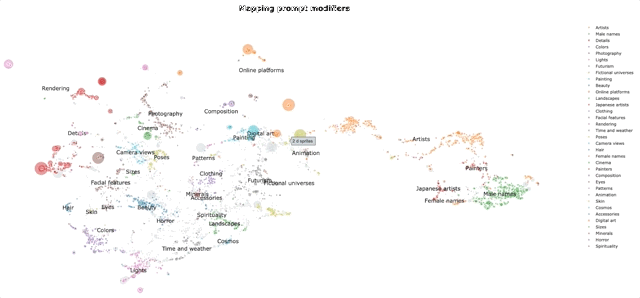 Mapping prompt modifiers
Online platforms
Rendering
Photography
Composition
Cinema
Digital art
Details
Painting
2 d sprites
Artists
Camera views
Poses
Patterns
Animation
Sizes
Clothing
Painters
Facial features
Futurism
Fictional universes
Japanese artists
Minerals
Accessories
Male names
Female names
Hair
Eyes
Skin
Beauty
Spirituality
Horror
Landscapes
Colors
Cosmos
Time and weather
Lights
Artists
Male names
Details
Colors
Photography
Lights
Futurism
Fictional universes
Painting
Beauty
Online platforms
Landscapes
Japanese artists
Clothing
Facial features
Rendering
Time and weather
Poses
Camera views
Hair
Female names
Cinema
Painters
Composition
Eyes
Patterns
Animation
Skin
Cosmos
Accessories
Digital art
Sizes
Minerals
Horror
Spirituality